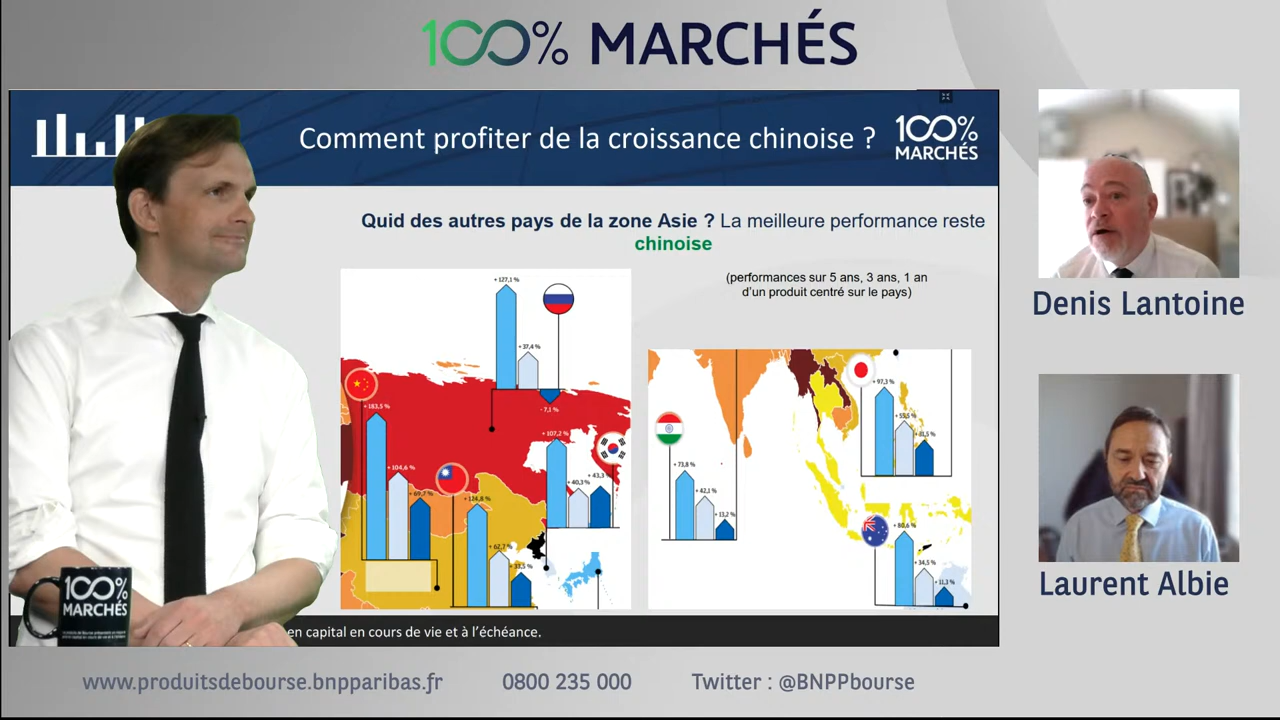 100% MARCHÉS
Comment profiter de la croissance chinoise ?
100%
MARCHÉS
Quid des autres pays de la zone Asie ? La meilleure performance reste
chinoise
(performances sur 5 ans, 3 ans, 1 an
d'un produit centré sur le pays)
+ 127,1 %
+ 37,4 %
- 7,1 %
+ 183,5 %
+ 104,6 %
+ 69,7 %
+ 107,2 %
+ 40,3 %
+ 43,3
+ 62,7 %
+ 73,8 %
+ 42,1 %
+ 13,2 %
+ 97,3 %
+ 80,6 %
+ 34,5 %
+ 11,3 %
Denis Lantoine
Laurent Albie
100%
MARCHÉS
en capital en cours de vie et à l'échéance.
www.produitsdebourse.bnpparibas.fr
0800 235 000
Twitter : @BNPPbourse